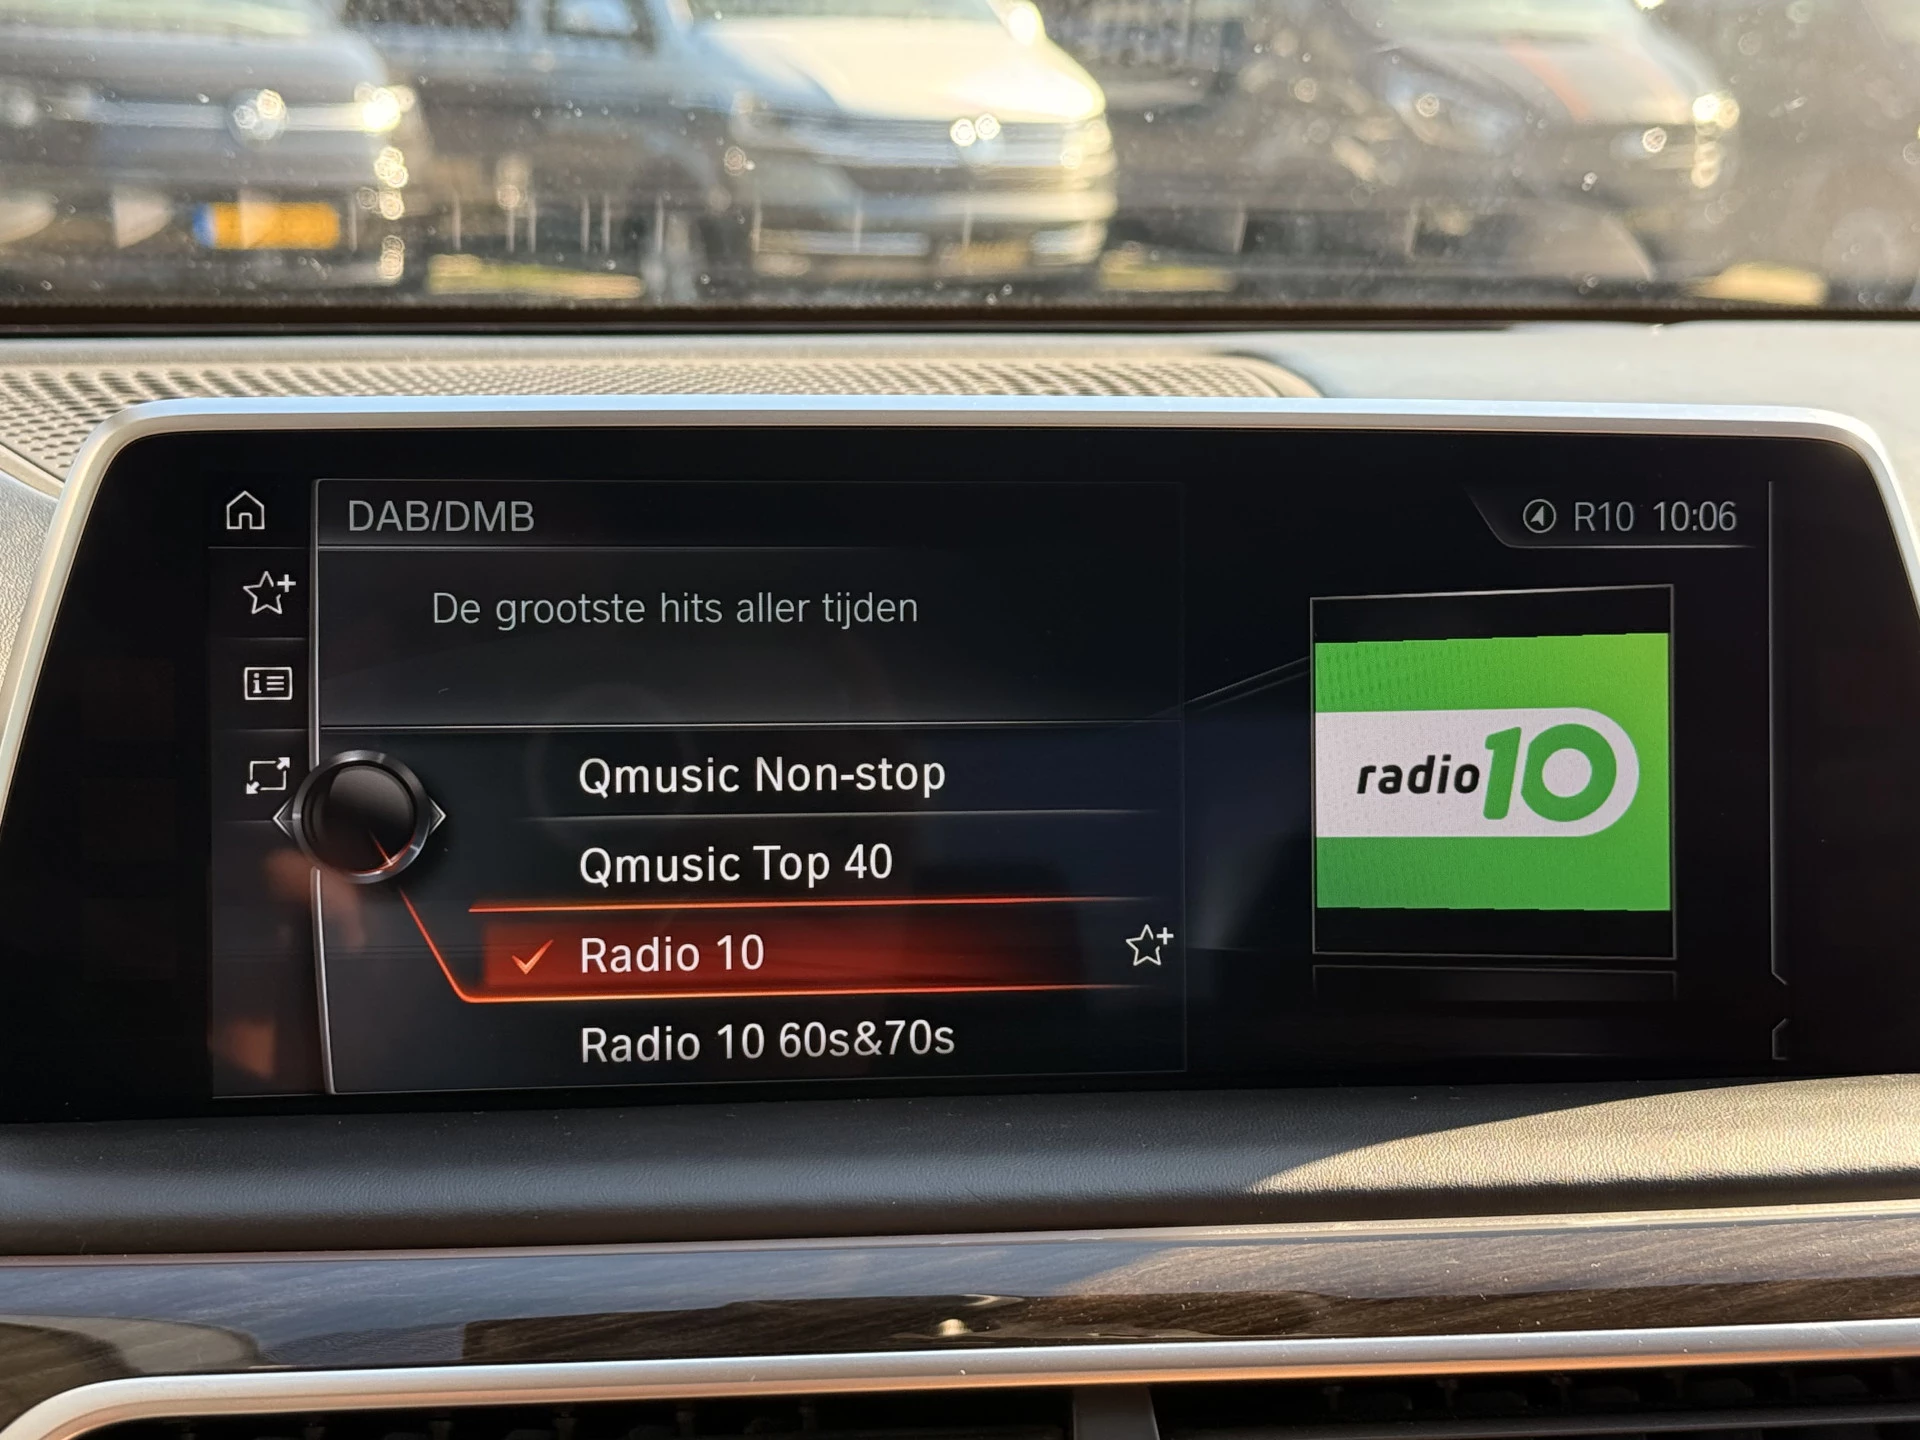 DAB/DMB
R10 10:06
De grootste hits aller tijden
Qmusic Non-stop
Qmusic Top 40
Radio 10
Radio 10 60s&70s
radio10